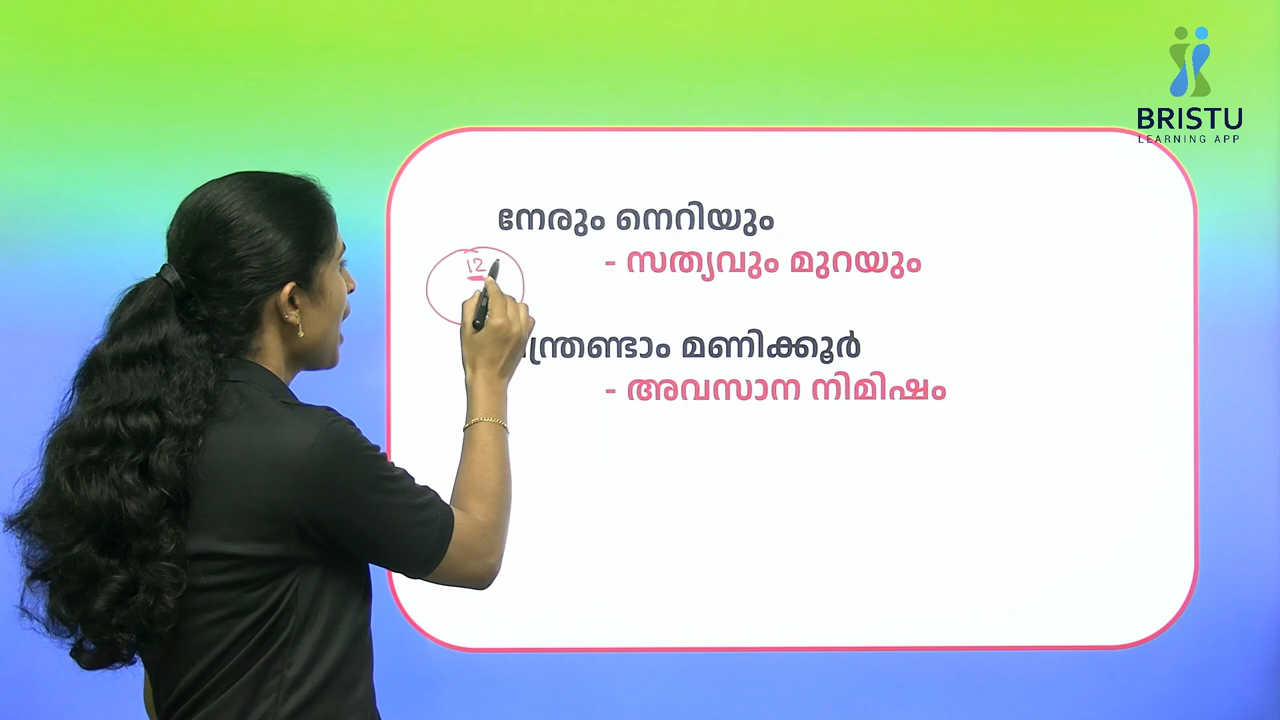 BRISTU
LEARNING APP
നേരും നെറിയും
- സത്യവും മുറയും
12
മണിക്കൂർ
- അവസാന നിമിഷം